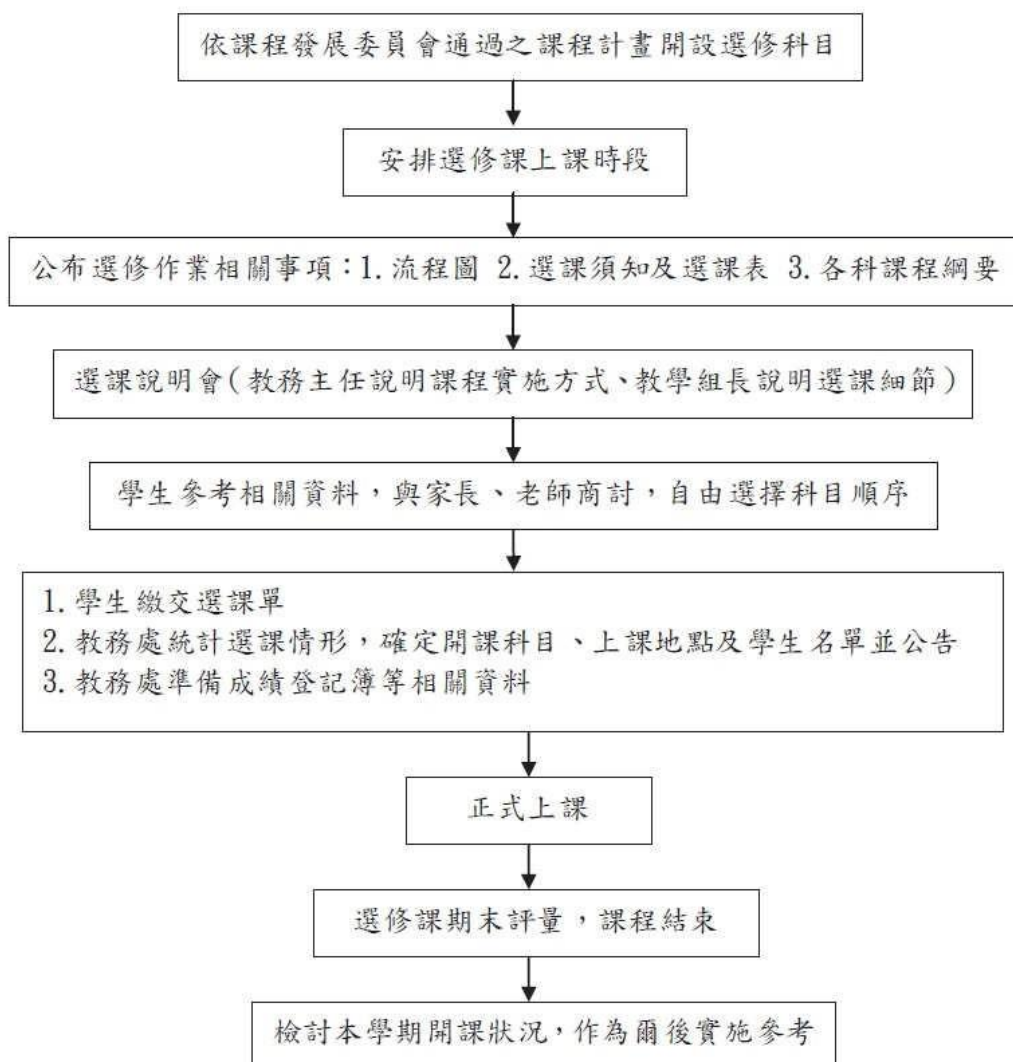 依課程發展委員會通過之課程計畫開設選修科目
安排選修課上課時段
公布選修作業相關事項：1.流程圖 2.選課須知及選課表 3.各科課程綱要
選課說明會(教務主任說明課程實施方式、教學組長說明選課細節)
學生參考相關資料，與家長、老師商討，自由選擇科目順序
1.學生繳交選課單
2.教務處統計選課情形，確定開課科目、上課地點及學生名單並公告
3.教務處準備成績登記簿等相關資料
正式上課
選修課期末評量，課程結束
檢討本學期開課狀況，作為爾後實施參考